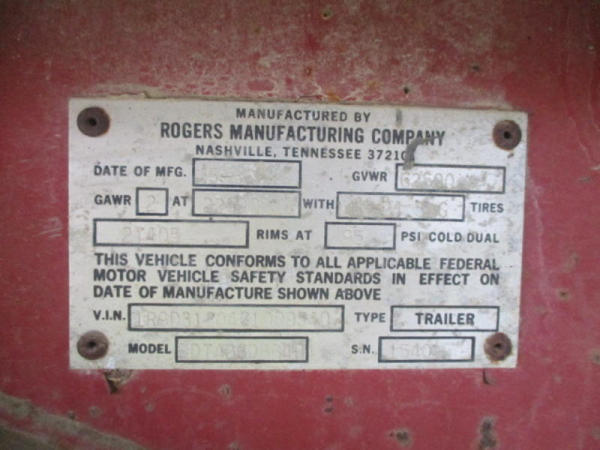 MANUFACTURED BY
ROGERS MANUFACTURING COMPANY
NASHVILLE, TENNESSEE
DATE OF MFG. GVWR
GAWR 2 AT WITH TIRES
RIMS AT 95 PSI COLD DUAL
THIS VEHICLE CONFORMS TO ALL APPLICABLE FEDERAL
MOTOR VEHICLE SAFETY STANDARDS IN EFFECT ON
DATE OF MANUFACTURE SHOWN ABOVE
V.I.N. TYPE TRAILER
MODEL S.N.